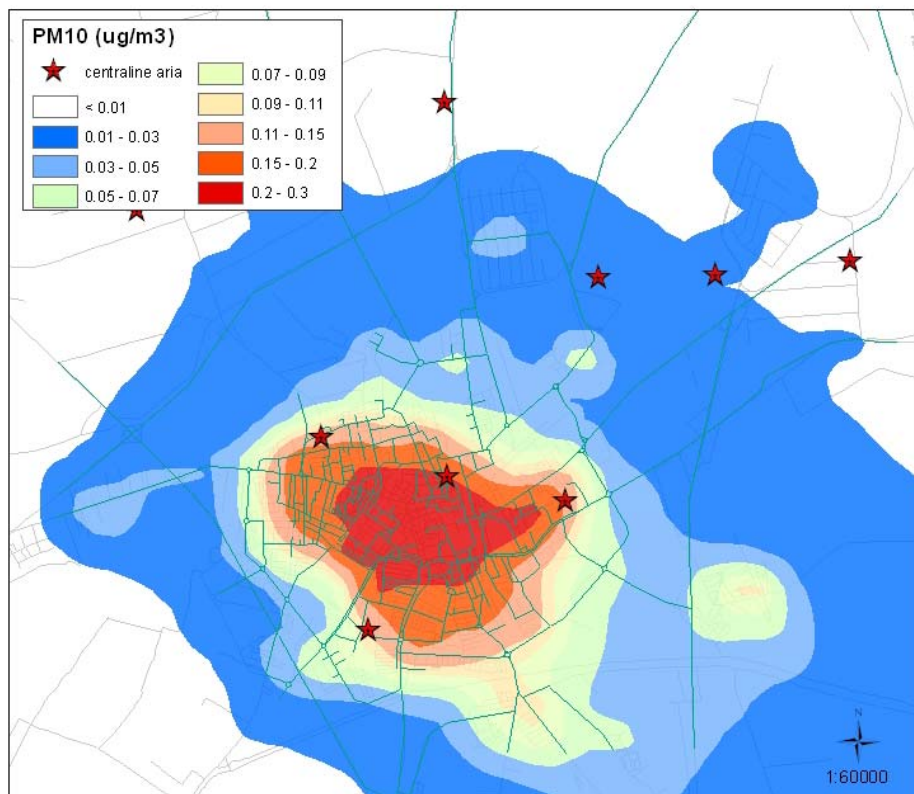 PM10 (ug/m3)
centraline aria
< 0.01
0.01 - 0.03
0.03 - 0.05
0.05 - 0.07
0.07 - 0.09
0.09 - 0.11
0.11 - 0.15
0.15 - 0.2
0.2 - 0.3
N
1:60000